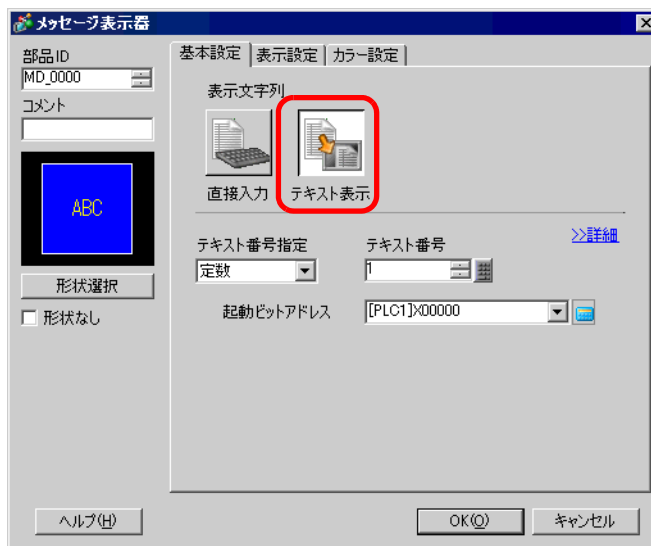 メッセージ表示器
部品ID
MD_0000
コメント
ABC
形状選択
形状なし
基本設定 表示設定 カラー設定
表示文字列
直接入力 テキスト表示
>>詳細
テキスト番号指定 テキスト番号
定数 1
起動ビットアドレス [PLC1]X00000
ヘルプ(H) OK(O) キャンセル